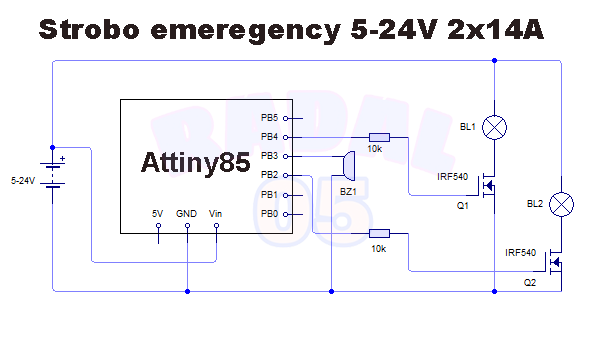 Strobo emeregency 5-24V 2x14A
RADAL
05
PB5
BL1
PB4
10k
Attiny85
PB3
+
IRF540
5-24V
PB2
BZ1
Q1
BL2
PB1
5V GND Vin
PB0
10k
IRF540
Q2